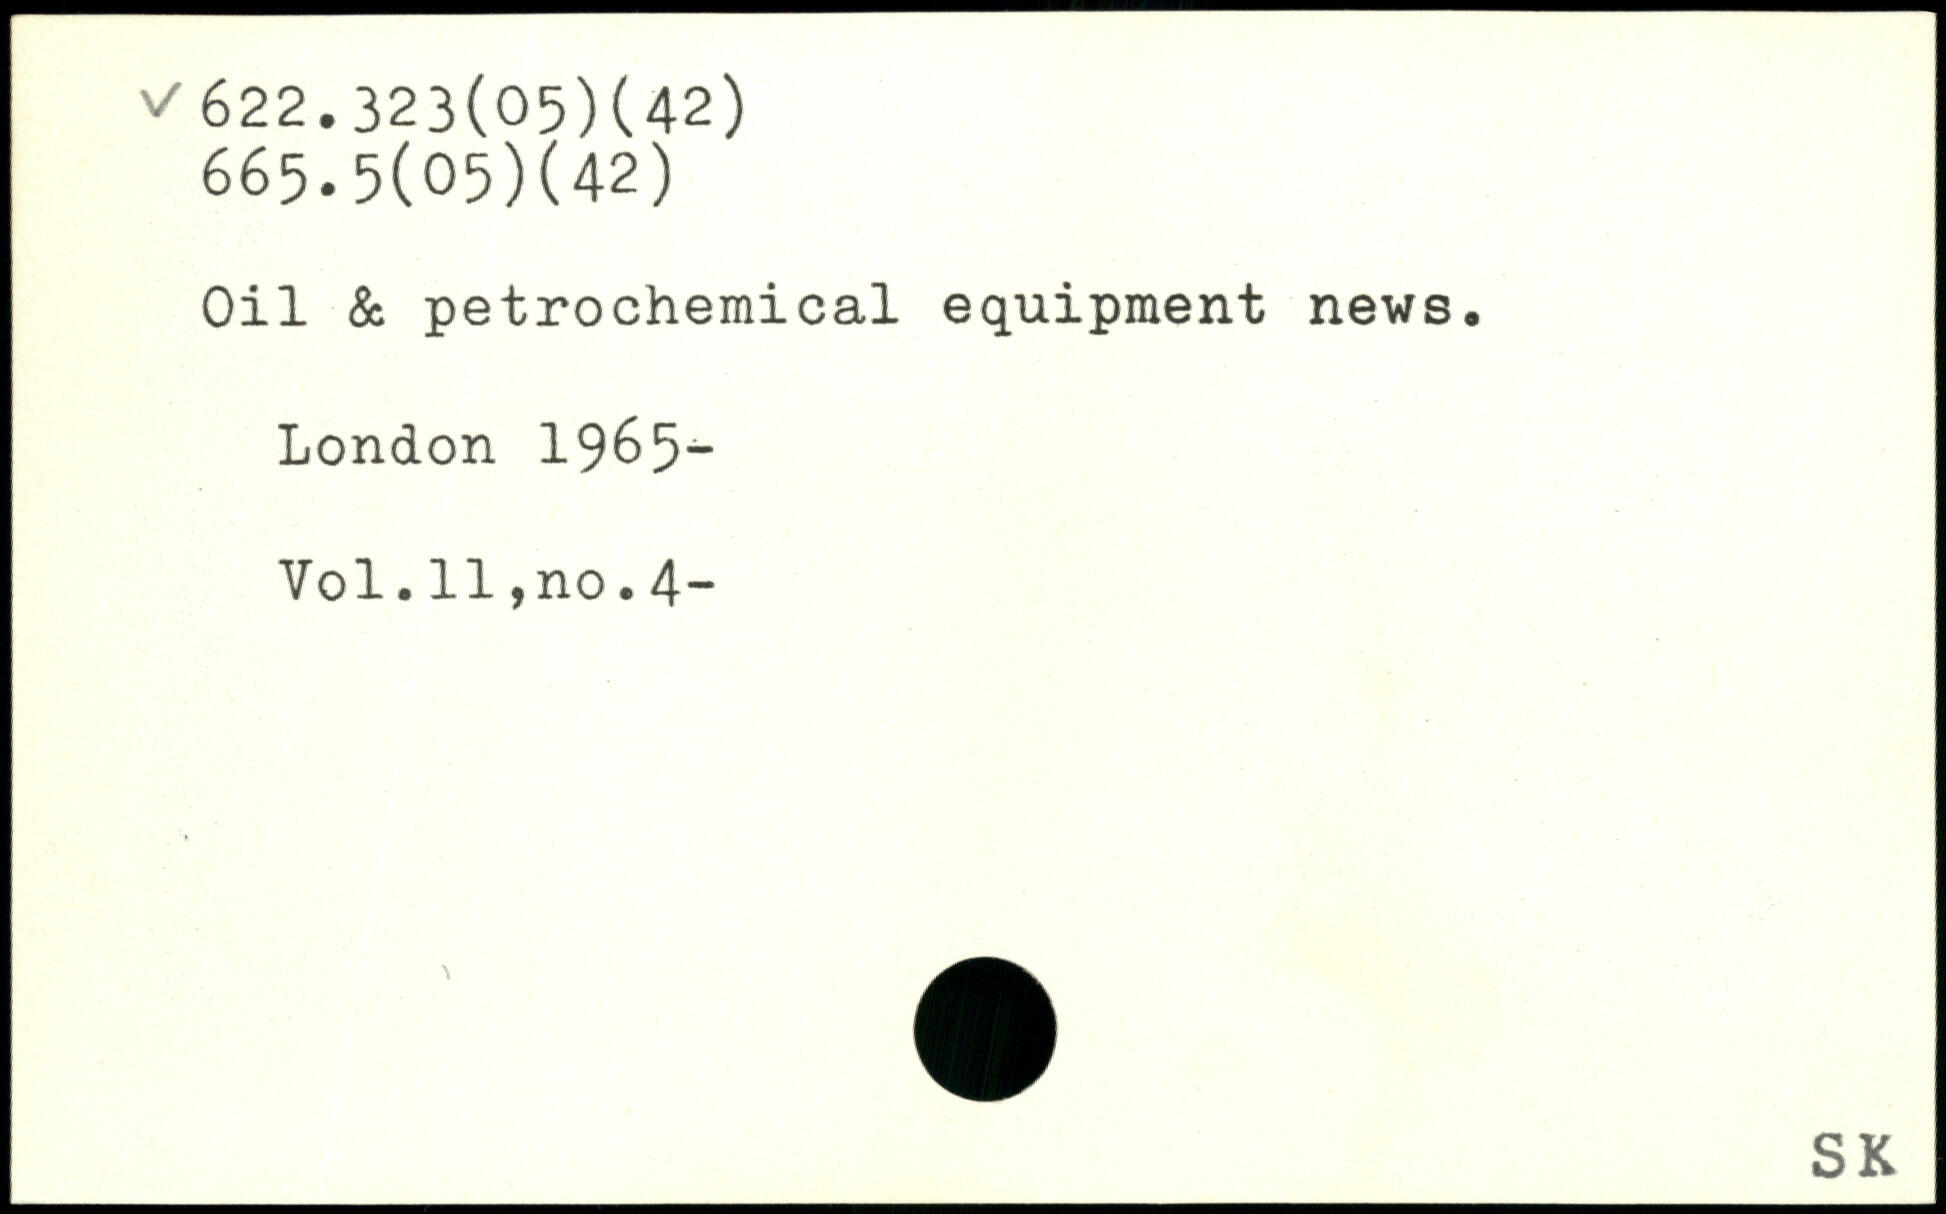 ✓ 622.323(05)(42)
665.5(05)(42)
Oil & petrochemical equipment news.
London 1965-
Vol.11,no.4-
SK